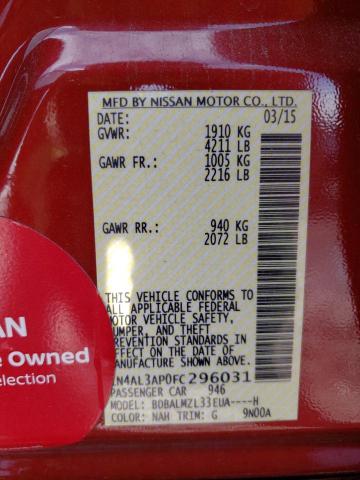 MFD BY NISSAN MOTOR CO., LTD.
DATE: 03/15
GVWR: 1910 KG
4211 LB
GAWR FR.: 1005 KG
2216 LB
GAWR RR.: 940 KG
2072 LB
THIS VEHICLE CONFORMS TO
ALL APPLICABLE FEDERAL
MOTOR VEHICLE SAFETY,
BUMPER, AND THEFT
PREVENTION STANDARDS IN
EFFECT ON THE DATE OF
MANUFACTURE SHOWN ABOVE.
1N4AL3AP0FC296031
PASSENGER CAR 946
MODEL: BDBALMZL33EUA----H
COLOR: NAH TRIM: G 9N00A
AN
e Owned
election